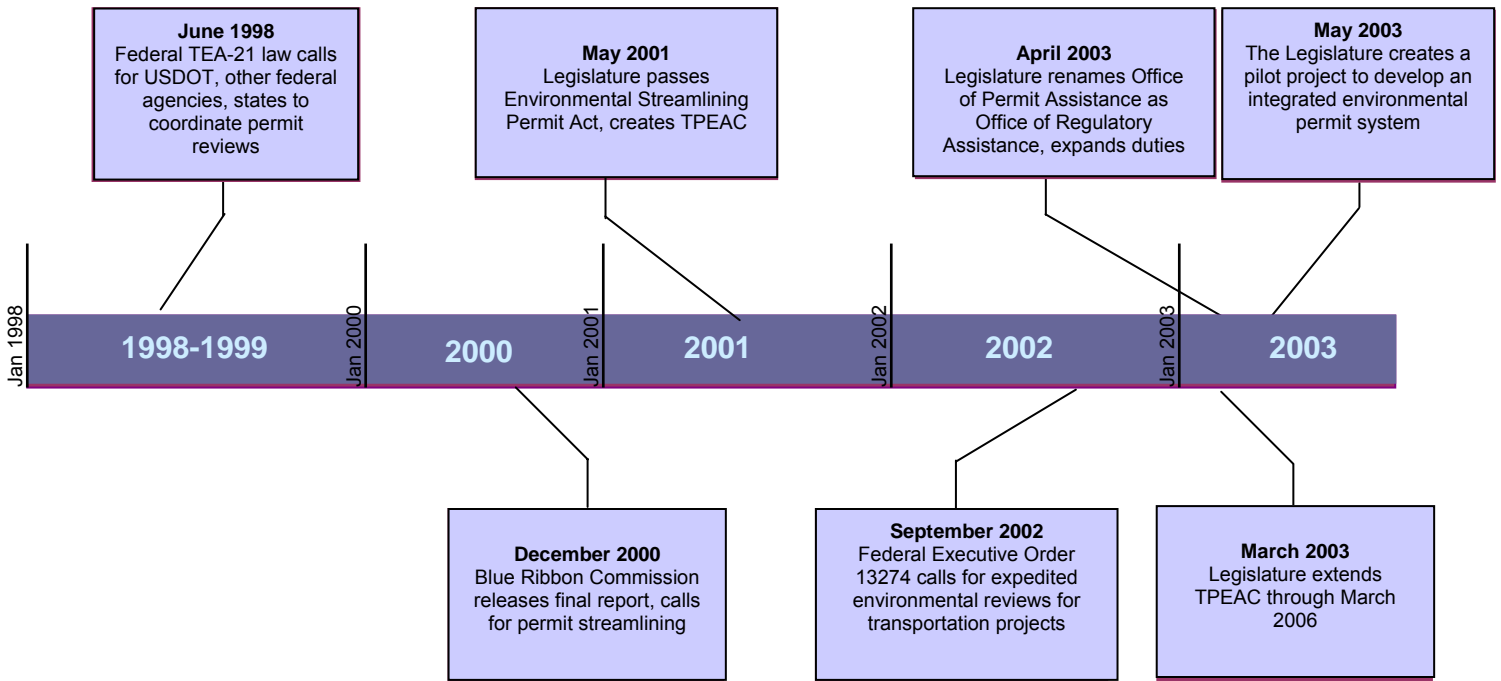 June 1998
Federal TEA-21 law calls
for USDOT, other federal
agencies, states to
coordinate permit
reviews
May 2001
Legislature passes
Environmental Streamlining
Permit Act, creates TPEAC
April 2003
Legislature renames Office
of Permit Assistance as
Office of Regulatory
Assistance, expands duties
May 2003
The Legislature creates a
pilot project to develop an
integrated environmental
permit system
Jan 1998
1998-1999
Jan 2000
2000
Jan 2001
2001
Jan 2002
2002
Jan 2003
2003
December 2000
Blue Ribbon Commission
releases final report, calls
for permit streamlining
September 2002
Federal Executive Order
13274 calls for expedited
environmental reviews for
transportation projects
March 2003
Legislature extends
TPEAC through March
2006